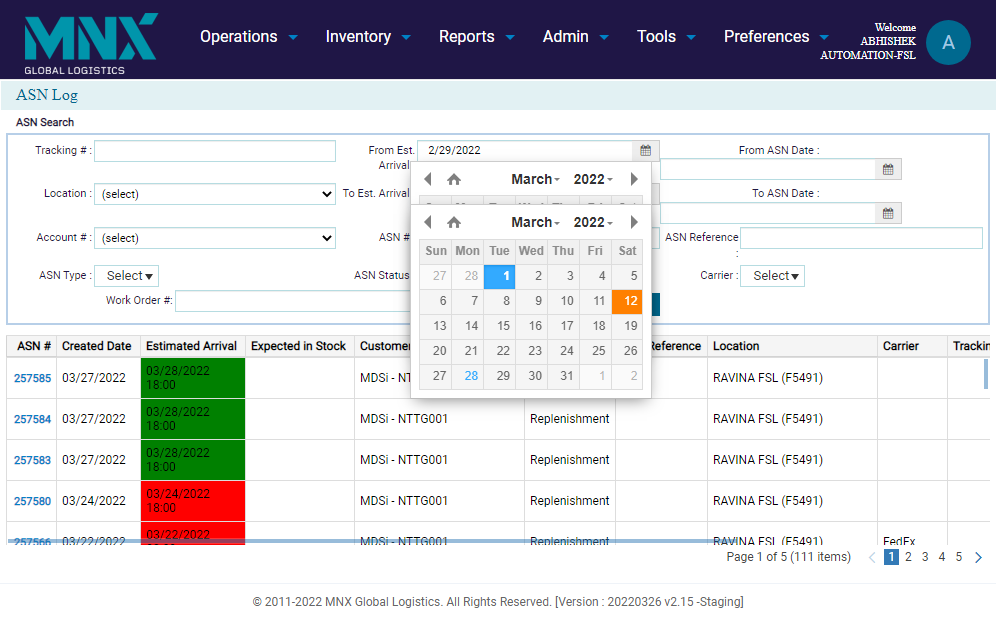 MNX
GLOBAL LOGISTICS
Operations Inventory Reports Admin Tools Preferences
Welcome
ABHISHEK
AUTOMATION-FSL
A
ASN Log
ASN Search
Tracking # : From Est. Arrival 2/29/2022 From ASN Date :
Location : (select) To Est. Arrival To ASN Date :
Account # : (select) ASN # ASN Reference :
ASN Type : Select ASN Status Carrier : Select
Work Order #:
March 2022
March 2022
Sun Mon Tue Wed Thu Fri Sat
27 28 1 2 3 4 5
6 7 8 9 10 11 12
13 14 15 16 17 18 19
20 21 22 23 24 25 26
27 28 29 30 31 1 2
ASN # Created Date Estimated Arrival Expected in Stock Customer Reference Location Carrier Trackin
257585 03/27/2022 03/28/2022 18:00 MDSi - NT RAVINA FSL (F5491)
257584 03/27/2022 03/28/2022 18:00 MDSi - NTTG001 Replenishment RAVINA FSL (F5491)
257583 03/27/2022 03/28/2022 18:00 MDSi - NTTG001 Replenishment RAVINA FSL (F5491)
257580 03/24/2022 03/24/2022 18:00 MDSi - NTTG001 Replenishment RAVINA FSL (F5491)
257566 03/22/2022 03/22/2022 MDSi - NTTG001 Replenishment RAVINA FSL (F5491) FedEx
Page 1 of 5 (111 items) 1 2 3 4 5
© 2011-2022 MNX Global Logistics. All Rights Reserved. [Version : 20220326 v2.15 -Staging]